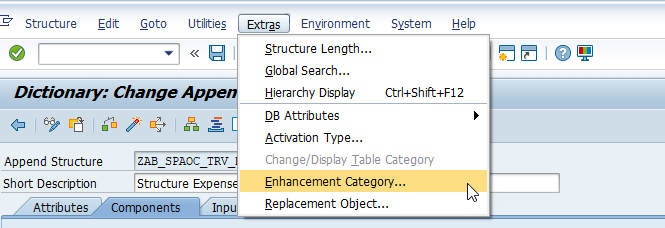 Structure Edit Goto Utilities Extras Environment System Help
Structure Length...
Global Search...
Hierarchy Display Ctrl+Shift+F12
Dictionary: Change Appen
DB Attributes
Activation Type...
Change/Display Table Category
Append Structure ZAB_SPAOC_TRV_
Enhancement Category...
Short Description Structure Expense
Replacement Object...
Attributes Components Inpu